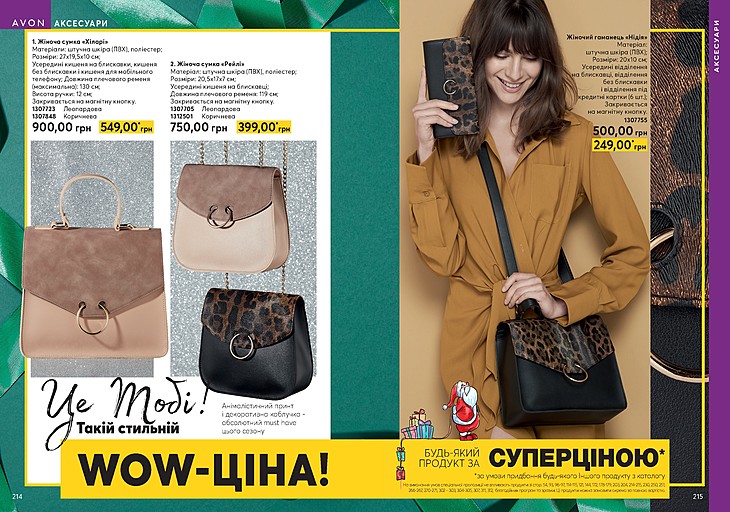 AVON АКСЕСУАРИ
1. Жіноча сумка «Хіларі»
Матеріали: штучна шкіра (ПВХ), поліестер;
Розміри: 27х19,5х10 см;
Усередині кишеня на блискавки, кишеня
без блискавки і кишеня для мобільного
телефону; Довжина плечового ременя
(максимальна): 130 см;
Висота ручки: 12 см;
Закривається на магнітну кнопку.
1307723 Леопардова
1307848 Коричнева
900,00 грн 549,00*грн
2. Жіноча сумка «Рейлі»
Матеріал: штучна шкіра (ПВХ), поліестер;
Розміри: 20,5х17х7 см;
Усередині кишеня на блискавці;
Довжина плечового ременя: 119 см;
Закривається на магнітну кнопку.
1307705 Леопардова
1312501 Коричнева
750,00 грн 399,00*грн
Жіночий гаманець «Нідія»
Матеріал:
штучна шкіра (ПВХ);
Розміри: 20х10 см;
Усередині відділення
на блискавці, відділення
без блискавки
і відділення під
кредитні картки (6 шт.);
Закривається
на магнітну кнопку.
1307755
500,00 грн
249,00*грн
АКСЕСУАРИ
Це Тобі!
Такій стильній
Анімалістичний принт
і декоративна каблучка -
абсолютний must have
цього сезону
WOW-ЦІНА!
БУДЬ-ЯКИЙ
ПРОДУКТ ЗА СУПЕРЦІНОЮ*
*за умови придбання будь-якого іншого продукту з каталогу
214
215